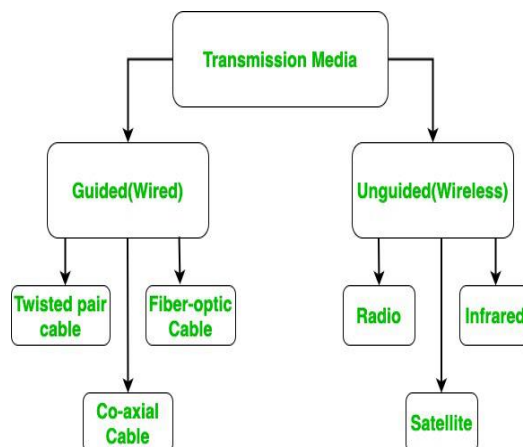 Transmission Media
Guided(Wired)
Unguided(Wireless)
Twisted pair
cable
Fiber-optic
Cable
Radio
Infrared
Co-axial
Cable
Satellite